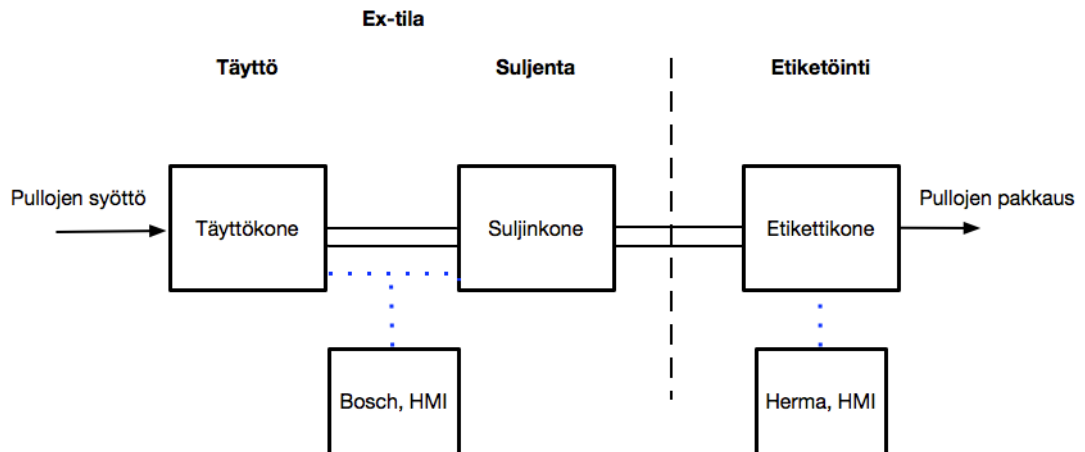 Ex-tila
Täyttö
Suljenta
Etiketöinti
Pullojen syöttö
Täyttökone
Suljinkone
Etikettikone
Pullojen pakkaus
Bosch, HMI
Herma, HMI